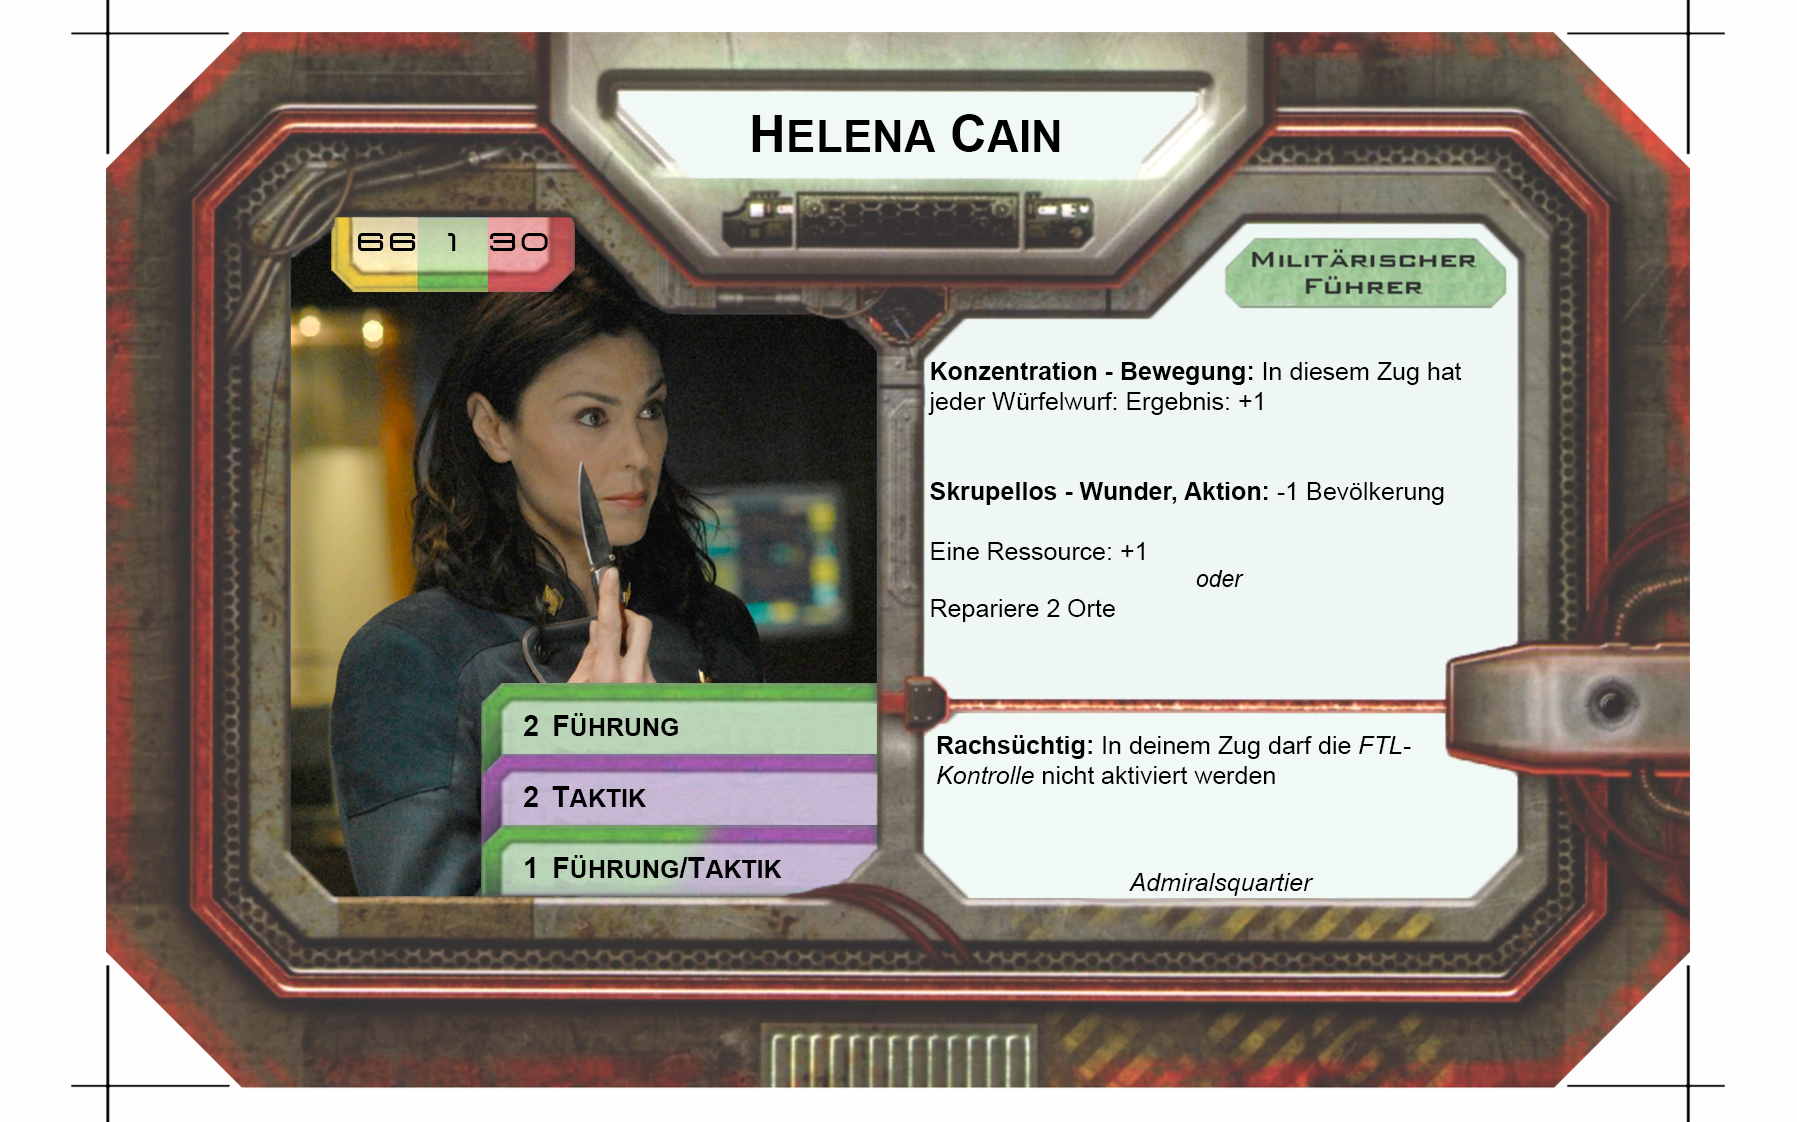 HELENA CAIN
66 1 30
MILITÄRISCHER
FÜHRER
Konzentration - Bewegung: In diesem Zug hat
jeder Würfelwurf: Ergebnis: +1
Skrupellos - Wunder, Aktion: -1 Bevölkerung
Eine Ressource: +1
oder
Repariere 2 Orte
2 FÜHRUNG
2 TAKTIK
1 FÜHRUNG/TAKTIK
Rachsüchtig: In deinem Zug darf die FTL-
Kontrolle nicht aktiviert werden
Admiralsquartier